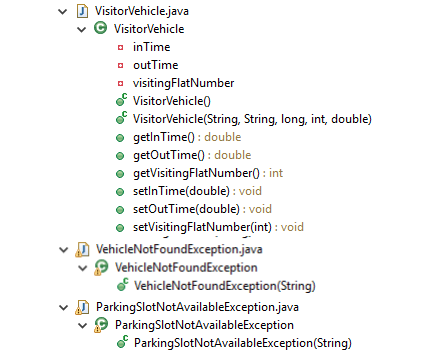 VisitorVehicle.java
VisitorVehicle
inTime
outTime
visitingFlatNumber
VisitorVehicle()
VisitorVehicle(String, String, long, int, double)
getInTime() : double
getOutTime() : double
getVisitingFlatNumber() : int
setInTime(double) : void
setOutTime(double) : void
setVisitingFlatNumber(int) : void
VehicleNotFoundException.java
VehicleNotFoundException
VehicleNotFoundException(String)
ParkingSlotNotAvailableException.java
ParkingSlotNotAvailableException
ParkingSlotNotAvailableException(String)